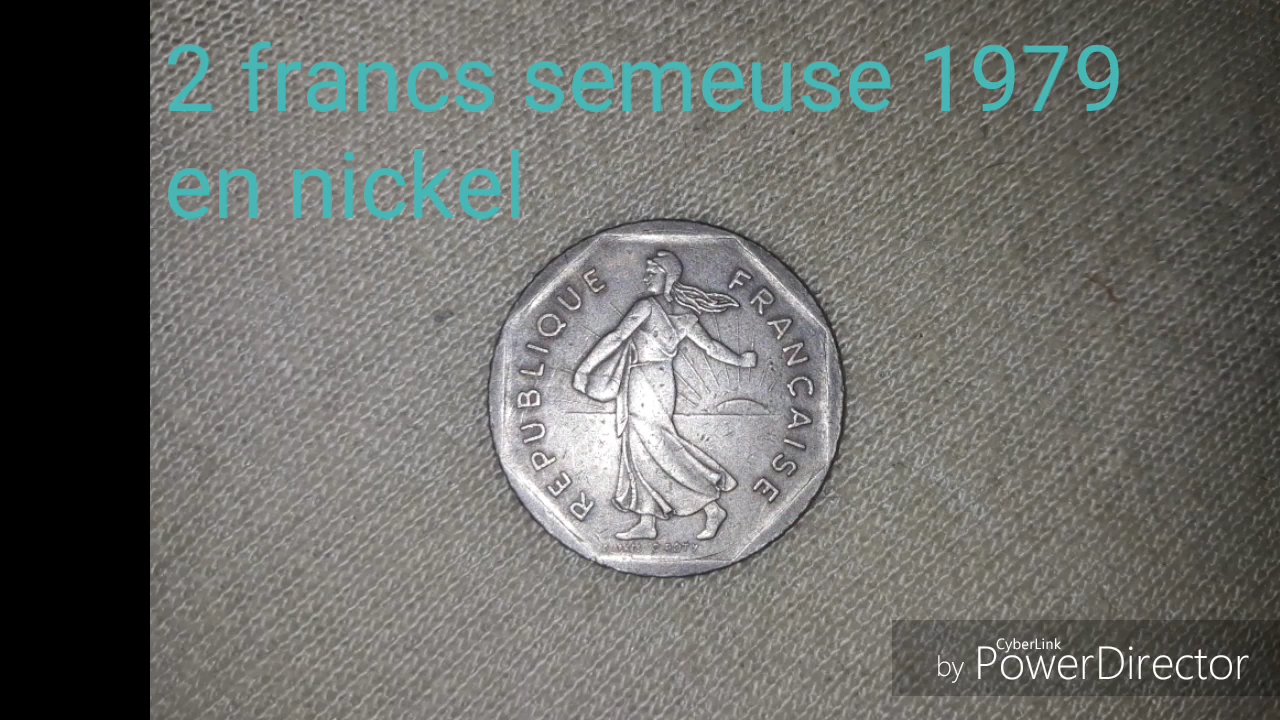 2 francs semeuse 1979
en nickel
REPUBLIQUE FRANÇAISE
CyberLink
by PowerDirector